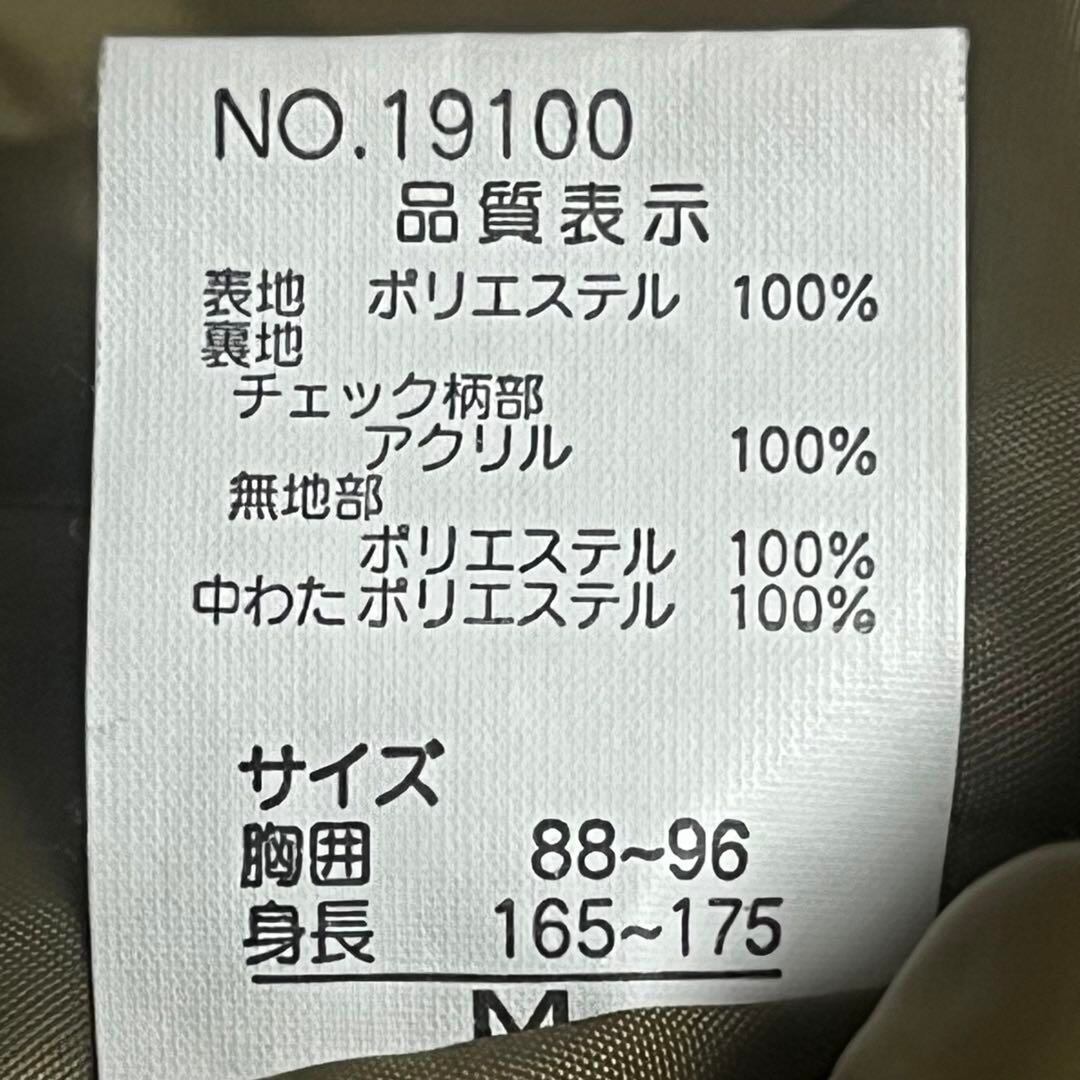 NO.19100
品質表示
表地 ポリエステル 100%
裏地
チェック柄部
アクリル 100%
無地部
ポリエステル 100%
中わた ポリエステル 100%
サイズ
胸囲 88~96
身長 165~175
M